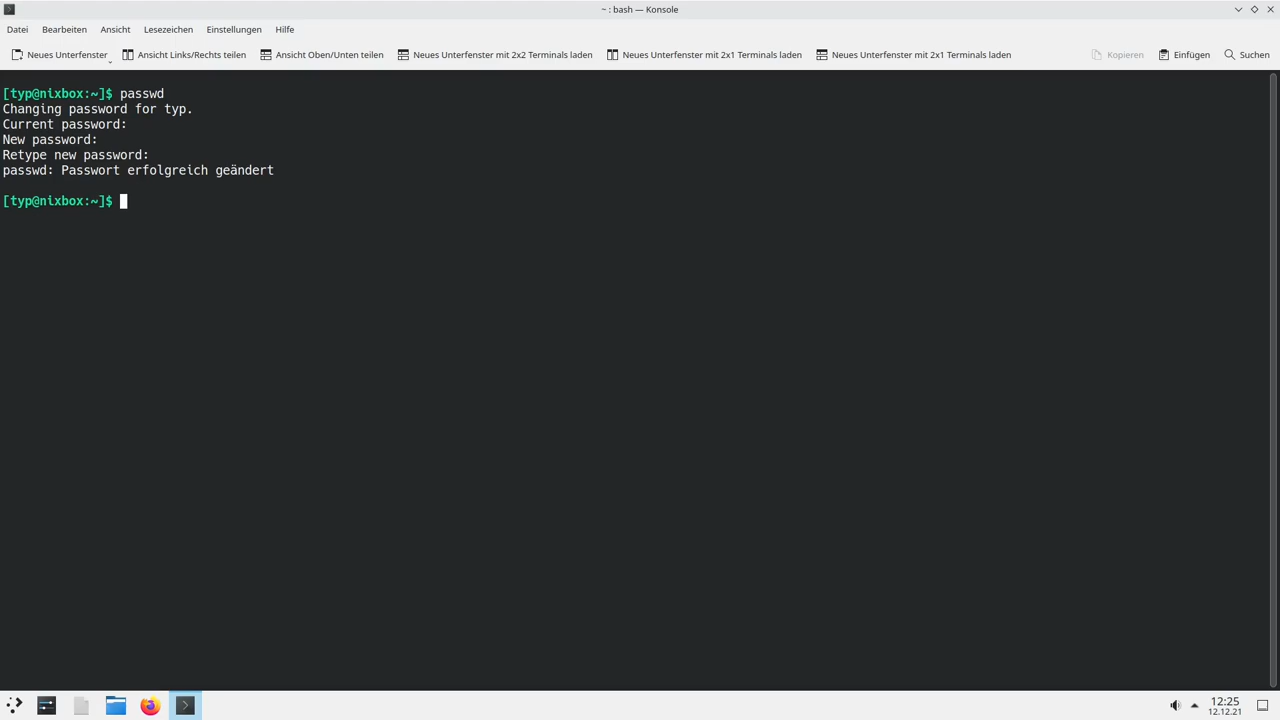 ~ : bash — Konsole
Datei Bearbeiten Ansicht Lesezeichen Einstellungen Hilfe
Neues Unterfenster Ansicht Links/Rechts teilen Ansicht Oben/Unten teilen Neues Unterfenster mit 2x2 Terminals laden Neues Unterfenster mit 2x1 Terminals laden Neues Unterfenster mit 2x1 Terminals laden Kopieren Einfügen Suchen
[typ@nixbox:~]$ passwd
Changing password for typ.
Current password:
New password:
Retype new password:
passwd: Passwort erfolgreich geändert
[typ@nixbox:~]$
12:25
12.12.21